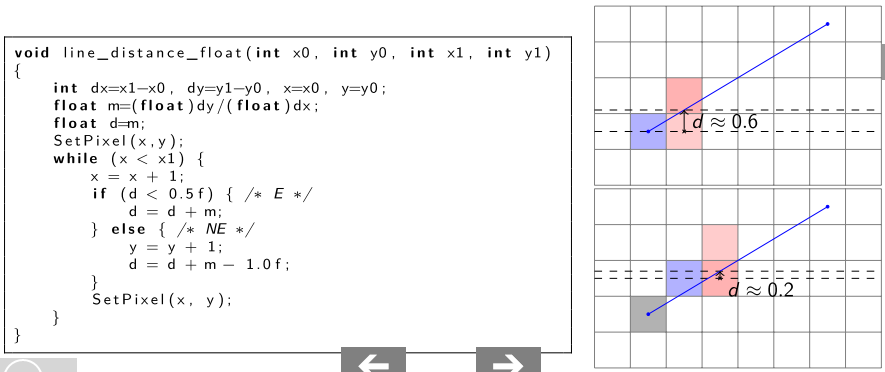 void line_distance_float(int x0, int y0, int x1, int y1)
{
int dx=x1−x0, dy=y1−y0, x=x0, y=y0;
float m=(float)dy/(float)dx;
float d=m;
SetPixel(x,y);
while (x < x1) {
x = x + 1;
if (d < 0.5f) { /* E */
d = d + m;
} else { /* NE */
y = y + 1;
d = d + m − 1.0f;
}
SetPixel(x, y);
}
}
d ≈ 0.6
d ≈ 0.2